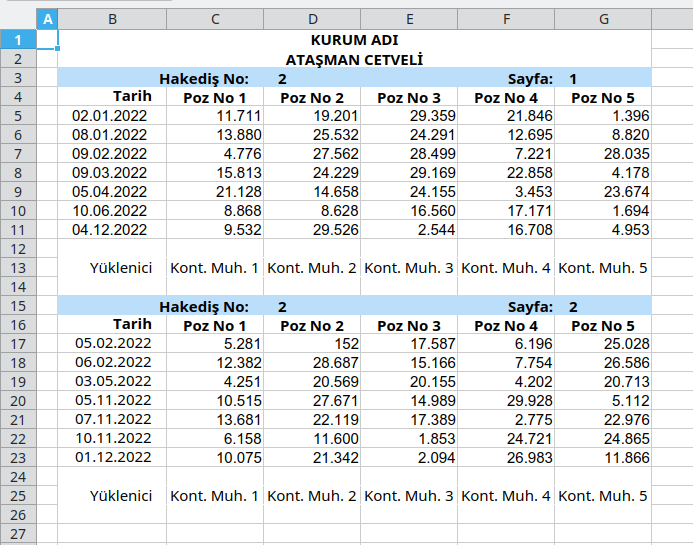 A B C D E F G
1 KURUM ADI
2 ATAŞMAN CETVELİ
3 Hakediş No: 2 Sayfa: 1
4 Tarih Poz No 1 Poz No 2 Poz No 3 Poz No 4 Poz No 5
5 02.01.2022 11.711 19.201 29.359 21.846 1.396
6 08.01.2022 13.880 25.532 24.291 12.695 8.820
7 09.02.2022 4.776 27.562 28.499 7.221 28.035
8 09.03.2022 15.813 24.229 29.169 22.858 4.178
9 05.04.2022 21.128 14.658 24.155 3.453 23.674
10 10.06.2022 8.868 8.628 16.560 17.171 1.694
11 04.12.2022 9.532 29.526 2.544 16.708 4.953
12
13 Yüklenici Kont. Muh. 1 Kont. Muh. 2 Kont. Muh. 3 Kont. Muh. 4 Kont. Muh. 5
14
15 Hakediş No: 2 Sayfa: 2
16 Tarih Poz No 1 Poz No 2 Poz No 3 Poz No 4 Poz No 5
17 05.02.2022 5.281 152 17.587 6.196 25.028
18 06.02.2022 12.382 28.687 15.166 7.754 26.586
19 03.05.2022 4.251 20.569 20.155 4.202 20.713
20 05.11.2022 10.515 27.671 14.989 29.928 5.112
21 07.11.2022 13.681 22.119 17.389 2.775 22.976
22 10.11.2022 6.158 11.600 1.853 24.721 24.865
23 01.12.2022 10.075 21.342 2.094 26.983 11.866
24
25 Yüklenici Kont. Muh. 1 Kont. Muh. 2 Kont. Muh. 3 Kont. Muh. 4 Kont. Muh. 5
26
27